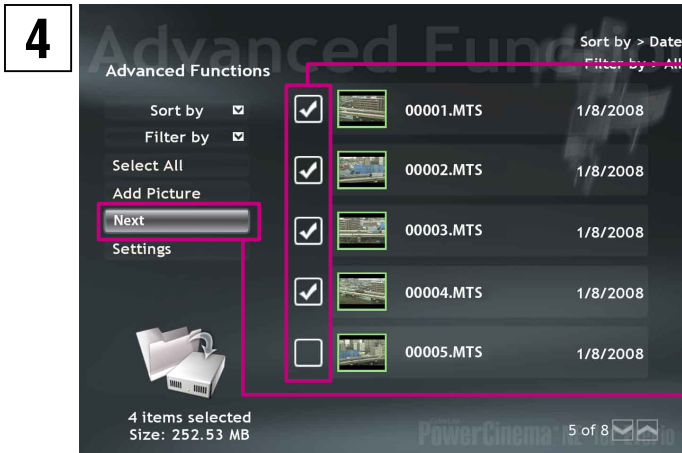 4
Advanced Func
Sort by > Date
Filter by > All
Advanced Functions
Sort by
Filter by
Select All
Add Picture
Next
Settings
00001.MTS 1/8/2008
00002.MTS 1/8/2008
00003.MTS 1/8/2008
00004.MTS 1/8/2008
00005.MTS 1/8/2008
4 items selected
Size: 252.53 MB
PowerCinema
5 of 8